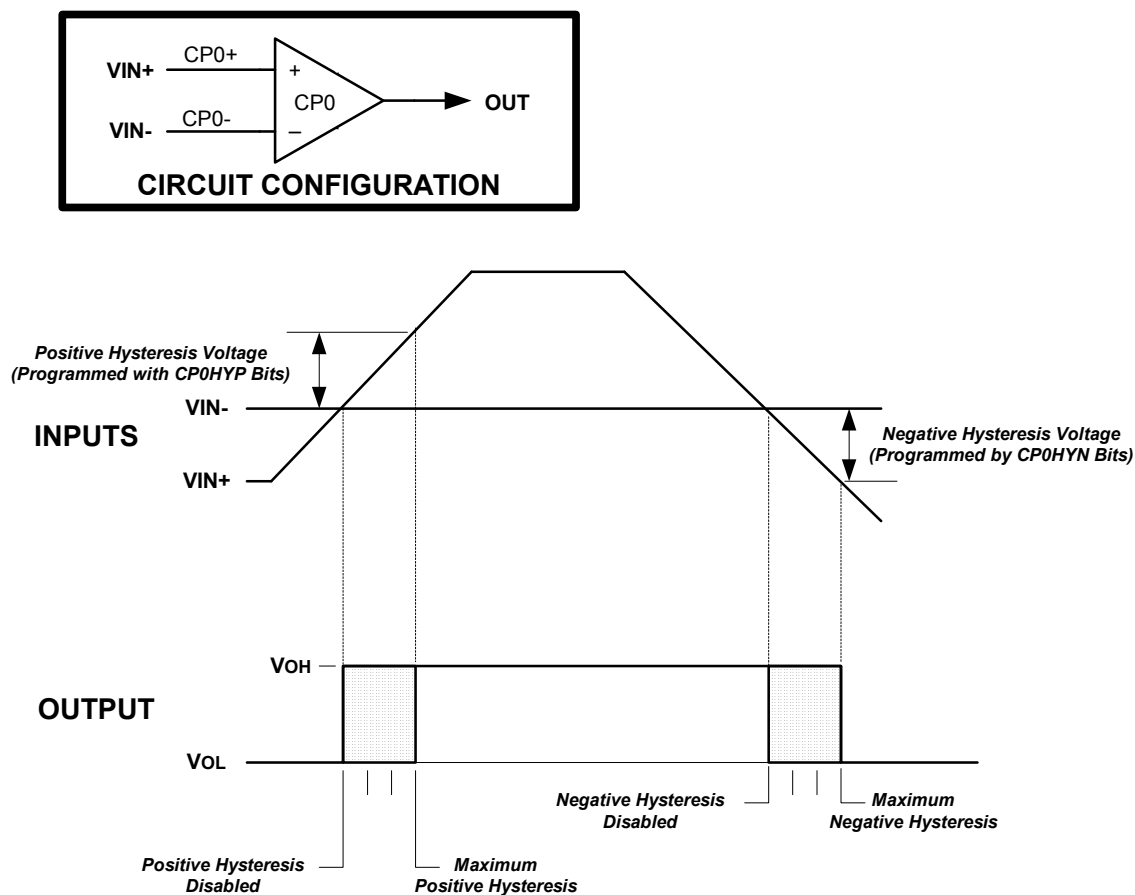 VIN+
CP0+
+
CP0
VIN-
CP0-
–
OUT
CIRCUIT CONFIGURATION
Positive Hysteresis Voltage
(Programmed with CP0HYP Bits)
VIN-
INPUTS
VIN+
Negative Hysteresis Voltage
(Programmed by CP0HYN Bits)
VOH
OUTPUT
VOL
Negative Hysteresis
Disabled
Maximum
Negative Hysteresis
Positive Hysteresis
Disabled
Maximum
Positive Hysteresis